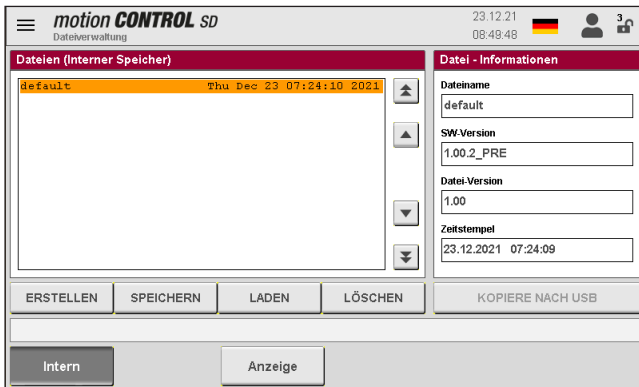 motion CONTROL SD
Dateiverwaltung
23.12.21
08:49:48
3
Dateien (Interner Speicher)
default Thu Dec 23 07:24:10 2021
Datei - Informationen
Dateiname
default
SW-Version
1.00.2_PRE
Datei-Version
1.00
Zeitstempel
23.12.2021 07:24:09
ERSTELLEN SPEICHERN LADEN LÖSCHEN KOPIERE NACH USB
Intern Anzeige